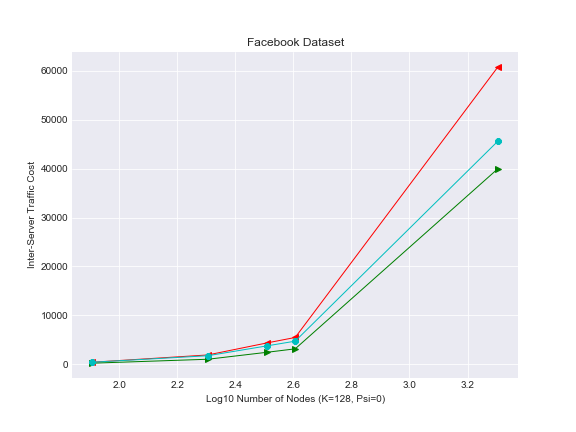 Facebook Dataset
60000
50000
40000
30000
20000
10000
0
Inter-Server Traffic Cost
2.0 2.2 2.4 2.6 2.8 3.0 3.2
Log10 Number of Nodes (K=128, Psi=0)